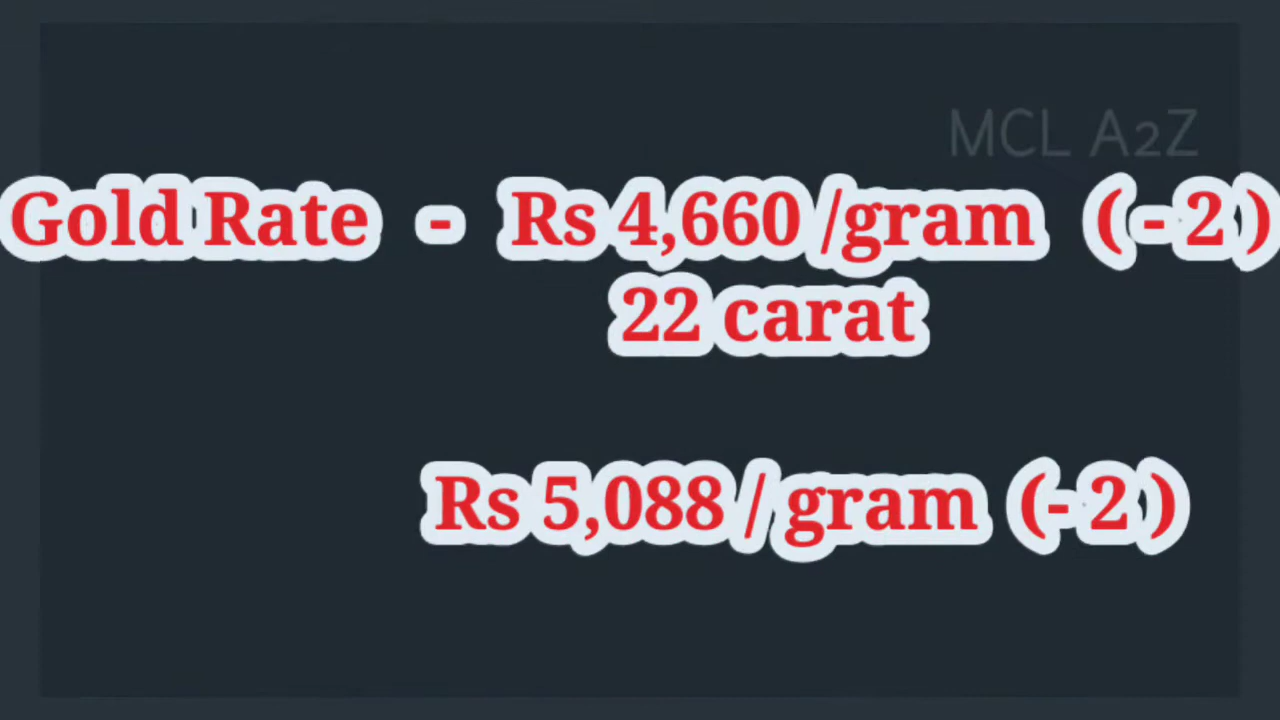 MCL A2Z
Gold Rate - Rs 4,660 /gram ( - 2 )
22 carat
Rs 5,088 / gram (- 2 )